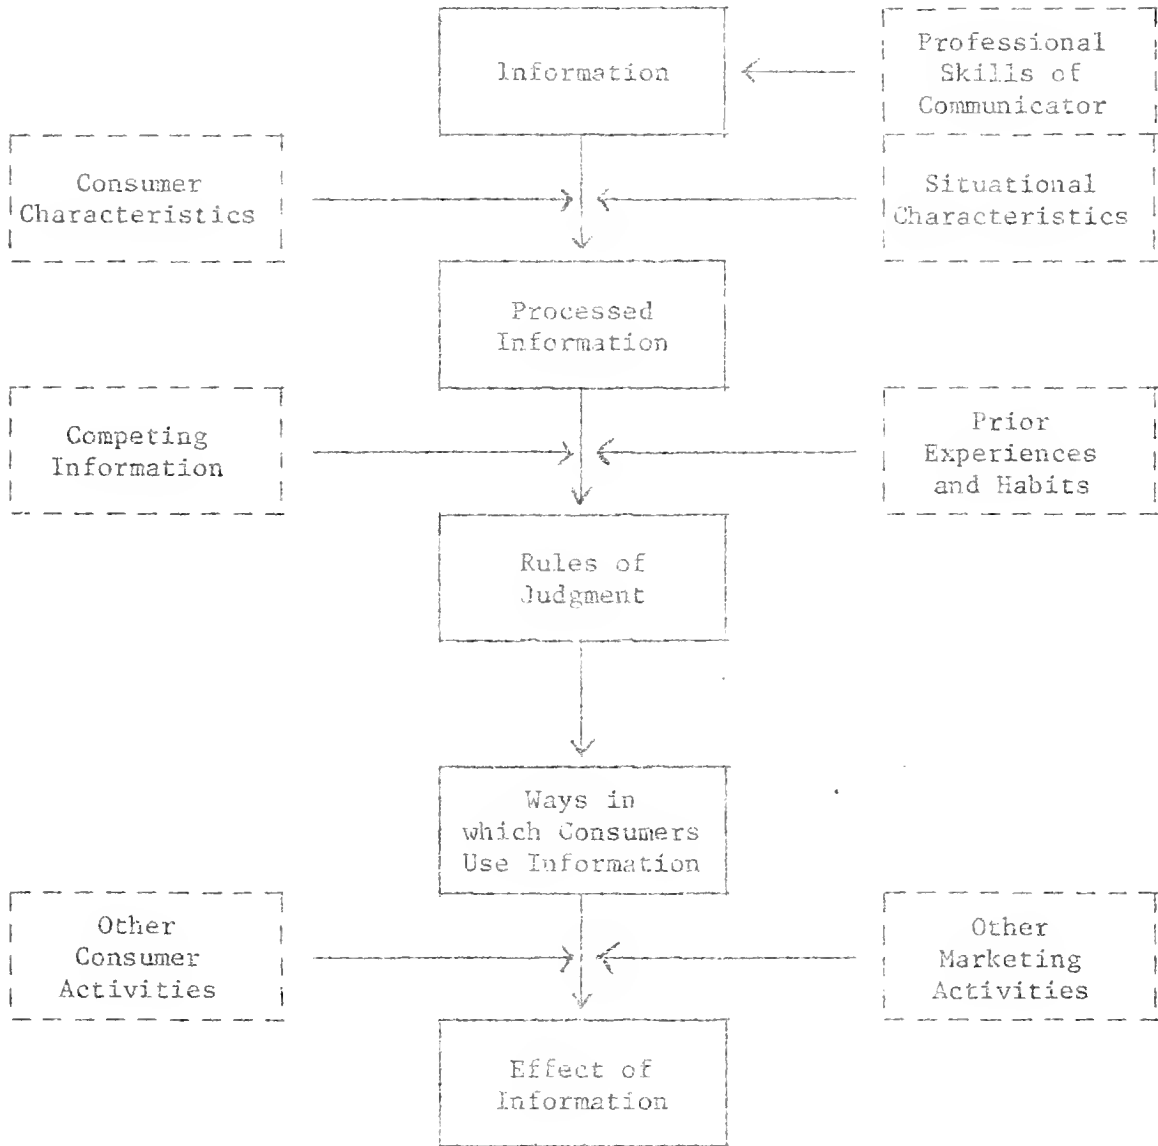 Information
Professional
Skills of
Communicator
Consumer
Characteristics
Situational
Characteristics
Processed
Information
Competing
Information
Prior
Experiences
and Habits
Rules of
Judgment
Ways in
which Consumers
Use Information
Other
Consumer
Activities
Other
Marketing
Activities
Effect of
Information